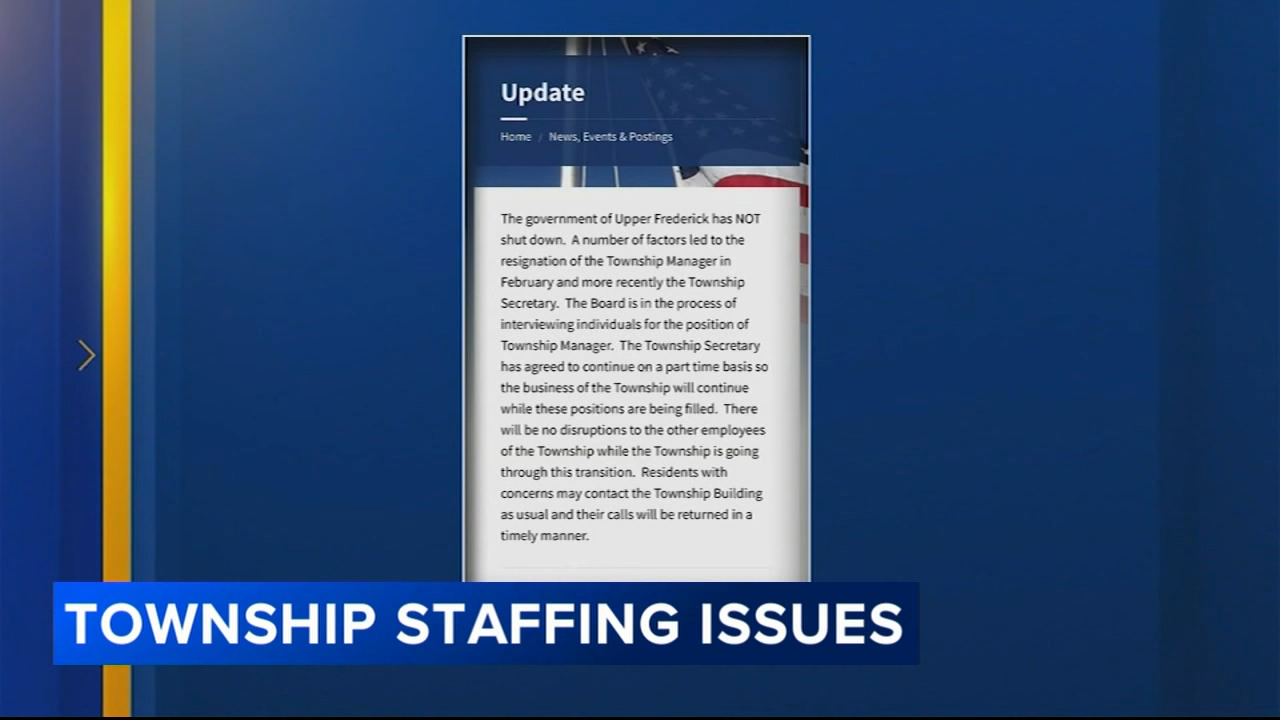 Update
Home / News, Events & Postings
The government of Upper Frederick has NOT
shut down. A number of factors led to the
resignation of the Township Manager in
February and more recently the Township
Secretary. The Board is in the process of
interviewing individuals for the position of
Township Manager. The Township Secretary
has agreed to continue on a part time basis so
the business of the Township will continue
while these positions are being filled. There
will be no disruptions to the other employees
of the Township while the Township is going
through this transition. Residents with
concerns may contact the Township Building
as usual and their calls will be returned in a
timely manner.
TOWNSHIP STAFFING ISSUES